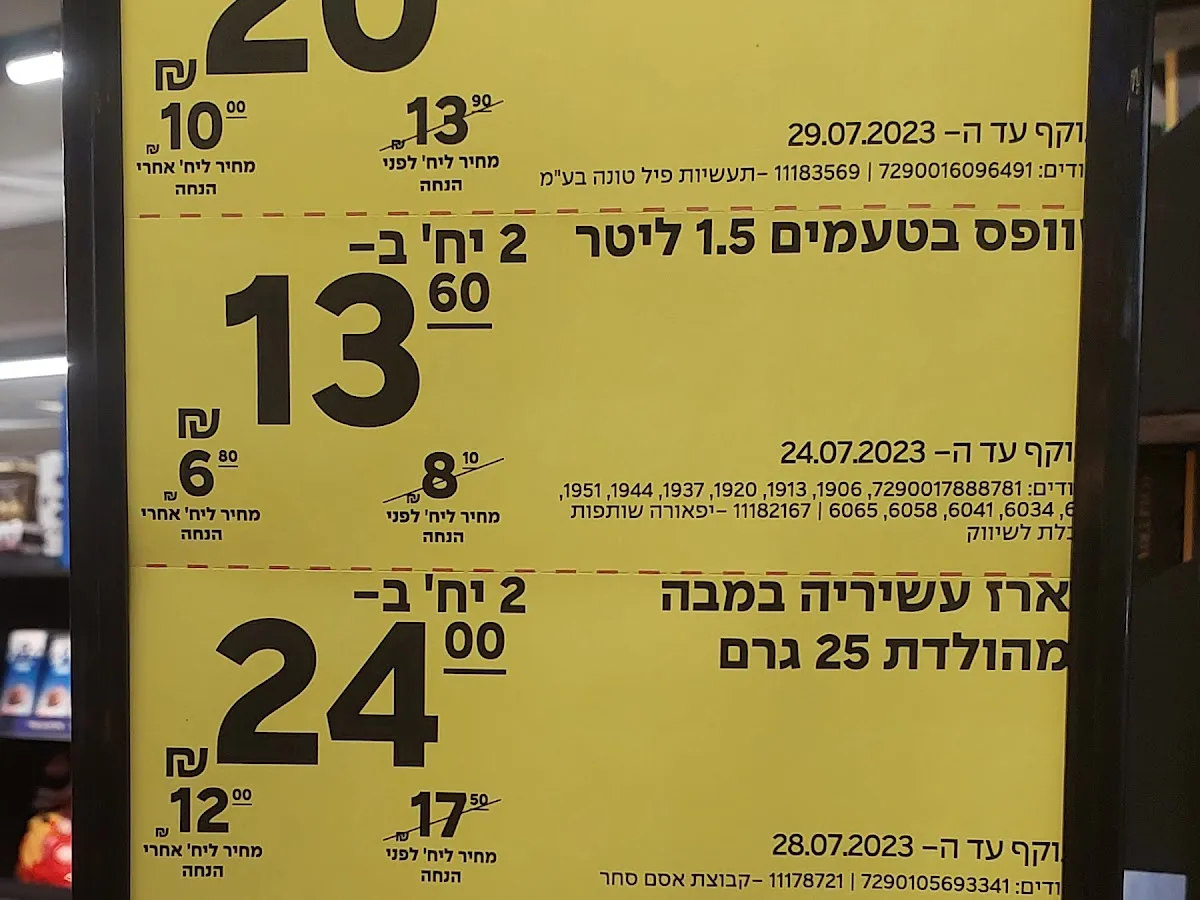 20
₪
10.00 ₪
13.90 ₪
מחיר ליח' אחרי
הנחה
מחיר ליח' לפני
הנחה
29.07.2023 –וקף עד ה
ודים: 7290016096491 | 11183569 –תעשיות פיל טונה בע"מ
וופס בטעמים 1.5 ליטר
2 יח' ב–
13.60
₪
6.80 ₪
8.10 ₪
מחיר ליח' אחרי
הנחה
מחיר ליח' לפני
הנחה
וקף עד ה– 24.07.2023
ודים: 7290017888781, 1906, 1913, 1920, 1937, 1944, 1951,
6034, 6041, 6058, 6065 | 11182167 –יפאורה שותפות
בלת לשיווק
ארז עשיריה במבה
מהולדת 25 גרם
2 יח' ב–
24.00
₪
12.00 ₪
17.50 ₪
מחיר ליח' אחרי
הנחה
מחיר ליח' לפני
הנחה
וקף עד ה– 28.07.2023
ודים: 7290105693341 | 11178721 –קבוצת אסם סחר